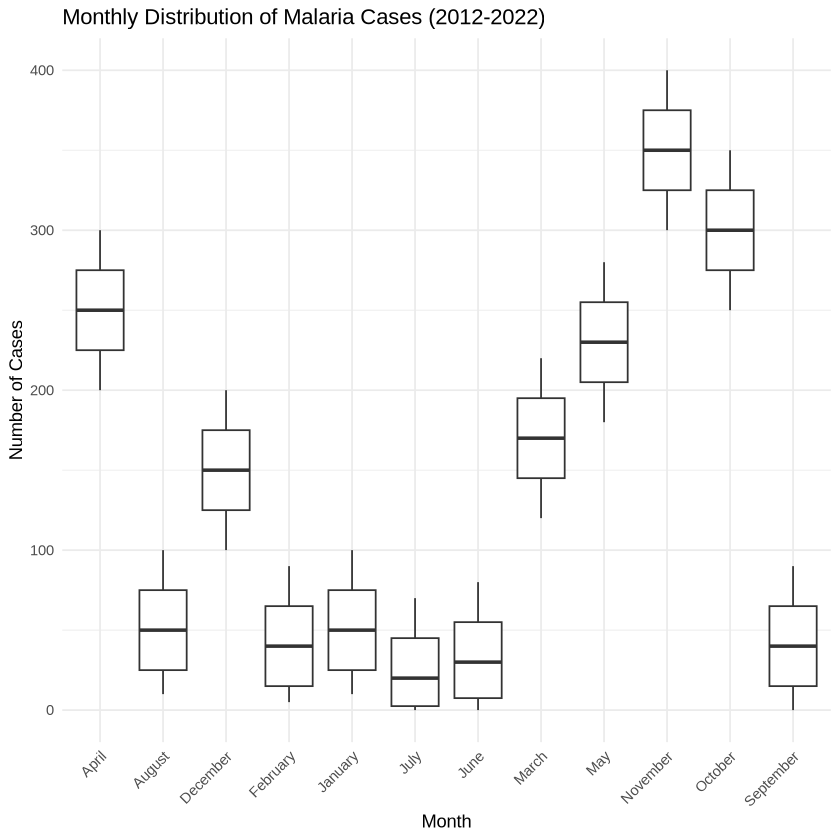 Monthly Distribution of Malaria Cases (2012-2022)
Number of Cases
400
300
200
100
0
April
August
December
February
January
July
June
March
May
November
October
September
Month